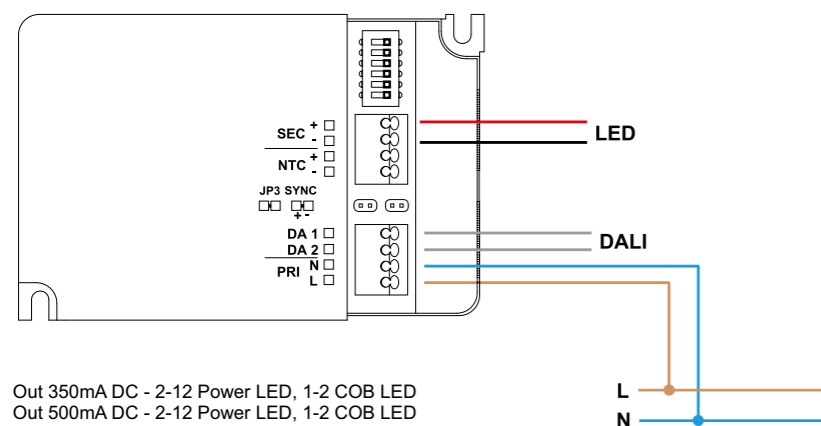 SEC +
-
LED
NTC +
-
JP3 SYNC
+ -
DA 1
DA 2
DALI
PRI N
L
Out 350mA DC - 2-12 Power LED, 1-2 COB LED
Out 500mA DC - 2-12 Power LED, 1-2 COB LED
L
N